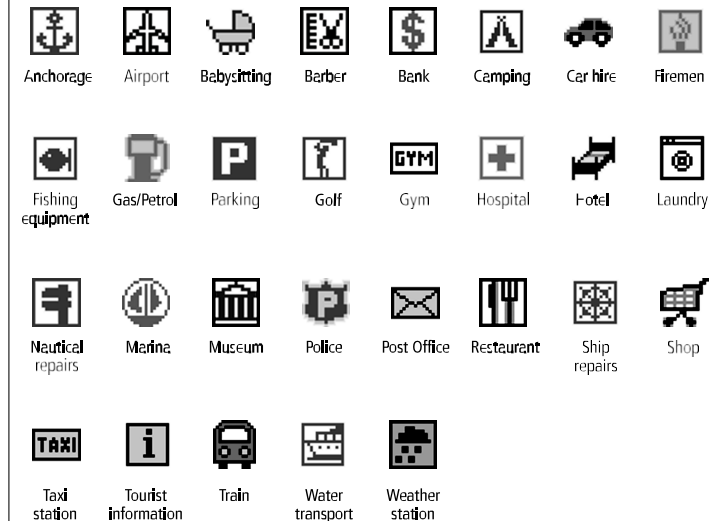 Anchorage Airport Babysitting Barber Bank Camping Car hire Firemen
GYM
Fishing equipment Gas/Petrol Parking Golf Gym Hospital Hotel Laundry
Nautical repairs Marina Museum Police Post Office Restaurant Ship repairs Shop
TAXI
Taxi station Tourist information Train Water transport Weather station